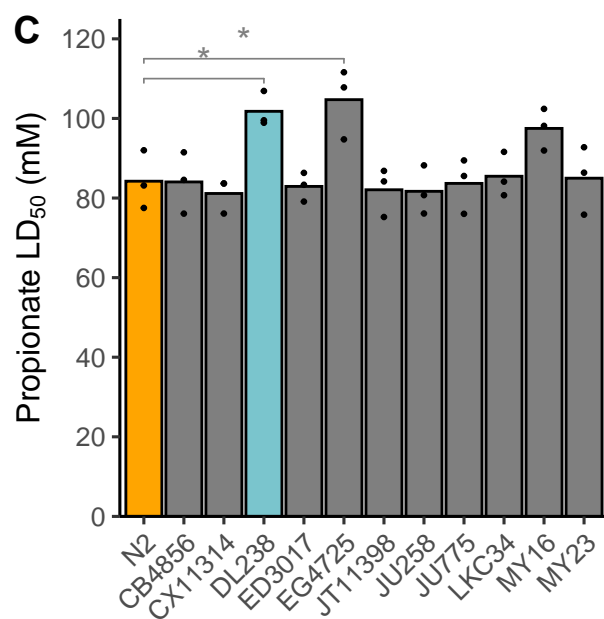 C
Propionate LD50 (mM)
120
100
80
60
40
20
0
*
*
N2
CB4856
CX11314
DL238
ED3017
EG4725
JT11398
JU258
JU775
LKC34
MY16
MY23